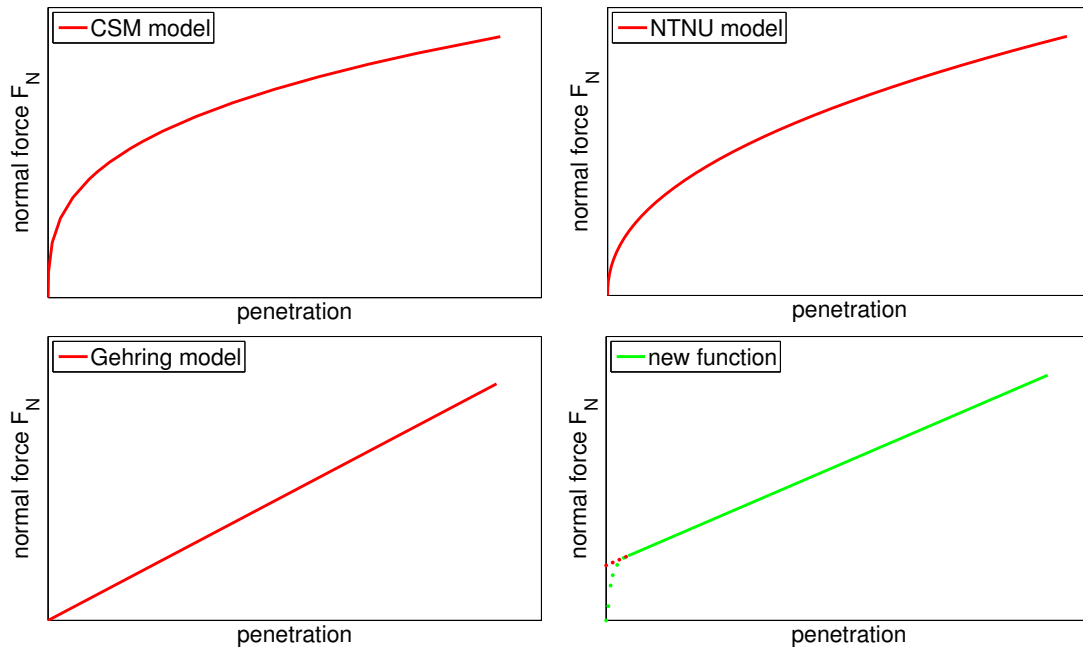 CSM model
normal force F_N
penetration
NTNU model
normal force F_N
penetration
Gehring model
normal force F_N
penetration
new function
normal force F_N
penetration